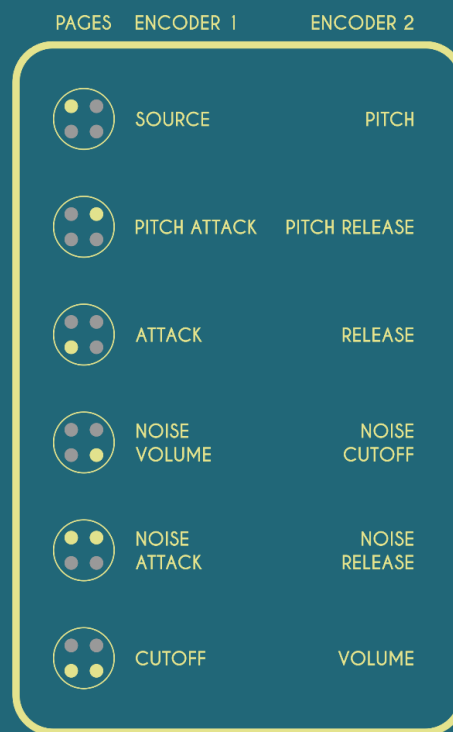 PAGES ENCODER 1 ENCODER 2
SOURCE PITCH
PITCH ATTACK PITCH RELEASE
ATTACK RELEASE
NOISE NOISE
VOLUME CUTOFF
NOISE NOISE
ATTACK RELEASE
CUTOFF VOLUME